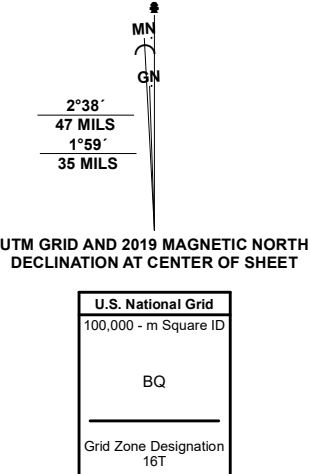 MN
GN
2°38´
47 MILS
1°59´
35 MILS
UTM GRID AND 2019 MAGNETIC NORTH
DECLINATION AT CENTER OF SHEET
U.S. National Grid
100,000 - m Square ID
BQ
Grid Zone Designation
16T